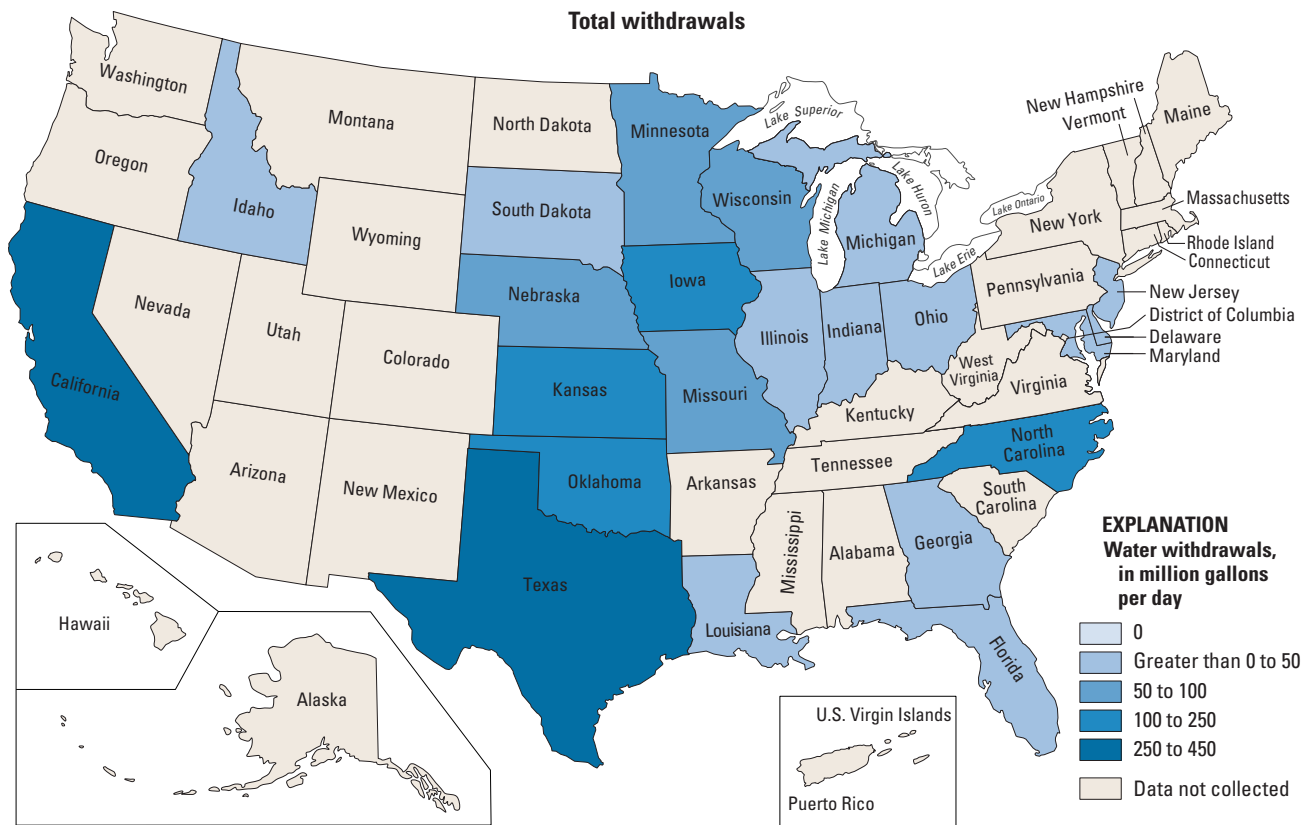 Total withdrawals
Washington
Oregon
Idaho
Montana
Wyoming
North Dakota
South Dakota
Nebraska
Minnesota
Wisconsin
Iowa
Lake Superior
Lake Michigan
Lake Huron
Lake Erie
Lake Ontario
Michigan
New Hampshire
Vermont
Maine
Massachusetts
New York
Rhode Island
Connecticut
Pennsylvania
New Jersey
District of Columbia
Delaware
Maryland
California
Nevada
Utah
Colorado
Kansas
Missouri
Illinois
Indiana
Ohio
West
Virginia
Virginia
Kentucky
Tennessee
North
Carolina
South
Carolina
Arizona
New Mexico
Oklahoma
Texas
Arkansas
Louisiana
Mississippi
Alabama
Georgia
Florida
Hawaii
Alaska
U.S. Virgin Islands
Puerto Rico
EXPLANATION
Water withdrawals,
in million gallons
per day
0
Greater than 0 to 50
50 to 100
100 to 250
250 to 450
Data not collected